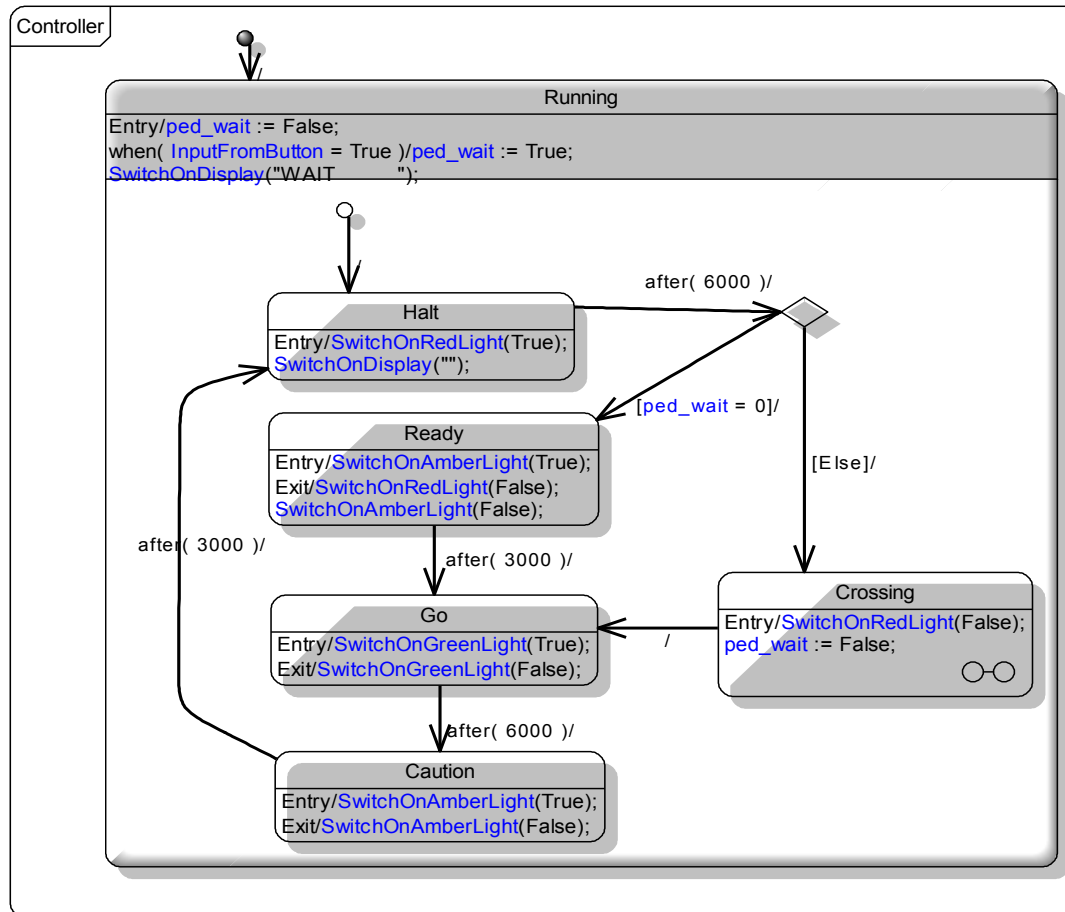 Controller
/
Running
Entry/ped_wait := False;
when( InputFromButton = True )/ped_wait := True;
SwitchOnDisplay("WAIT        ");
/
after( 6000 )/
Halt
Entry/SwitchOnRedLight(True);
SwitchOnDisplay("");
[ped_wait = 0]/
Ready
Entry/SwitchOnAmberLight(True);
Exit/SwitchOnRedLight(False);
SwitchOnAmberLight(False);
[Else]/
after( 3000 )/
after( 3000 )/
Crossing
Entry/SwitchOnRedLight(False);
ped_wait := False;
Go
Entry/SwitchOnGreenLight(True);
Exit/SwitchOnGreenLight(False);
/
after( 6000 )/
Caution
Entry/SwitchOnAmberLight(True);
Exit/SwitchOnAmberLight(False);